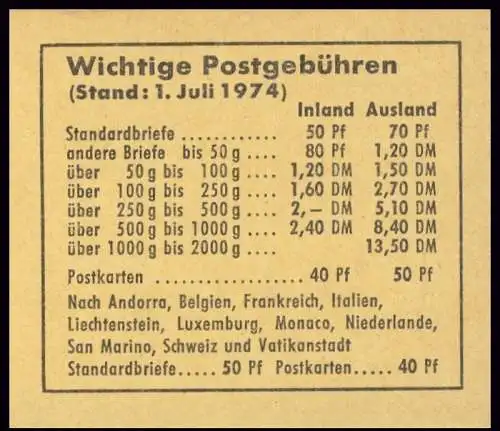 Wichtige Postgebühren
(Stand: 1. Juli 1974)
Inland Ausland
Standardbriefe ............ 50 Pf 70 Pf
andere Briefe bis 50 g .... 80 Pf 1,20 DM
über 50 g bis 100 g .... 1,20 DM 1,50 DM
über 100 g bis 250 g .... 1,60 DM 2,70 DM
über 250 g bis 500 g .... 2,— DM 5,10 DM
über 500 g bis 1000 g .... 2,40 DM 8,40 DM
über 1000 g bis 2000 g .... 13,50 DM
Postkarten ................ 40 Pf 50 Pf
Nach Andorra, Belgien, Frankreich, Italien,
Liechtenstein, Luxemburg, Monaco, Niederlande,
San Marino, Schweiz und Vatikanstadt
Standardbriefe..... 50 Pf Postkarten.... 40 Pf